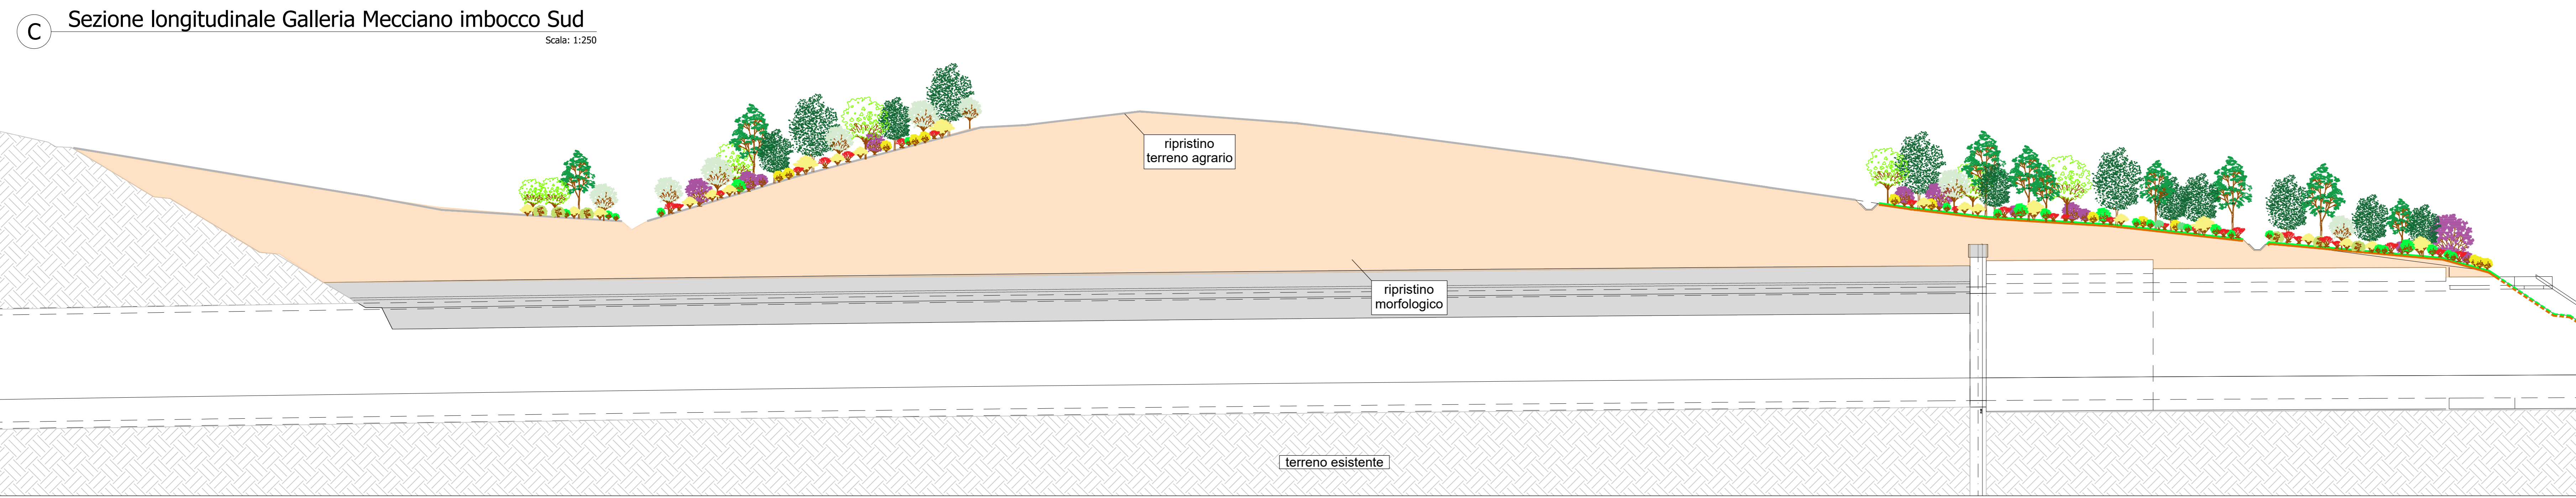 C
Sezione longitudinale Galleria Mecciano imbocco Sud
Scala: 1:250
ripristino
terreno agrario
ripristino
morfologico
terreno esistente